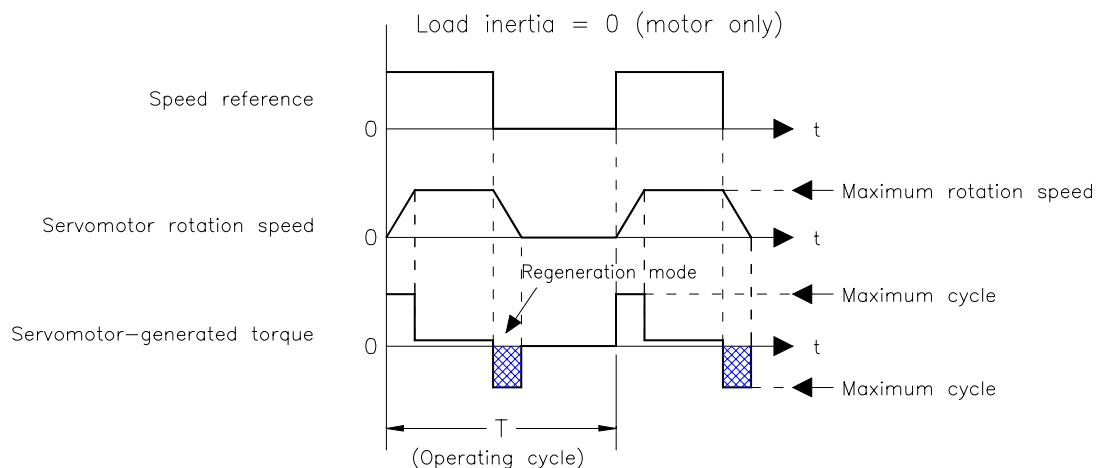 Load inertia = 0 (motor only)
Speed reference
0
t
Maximum rotation speed
Servomotor rotation speed
0
t
Regeneration mode
Maximum cycle
Servomotor-generated torque
0
t
Maximum cycle
T
(Operating cycle)